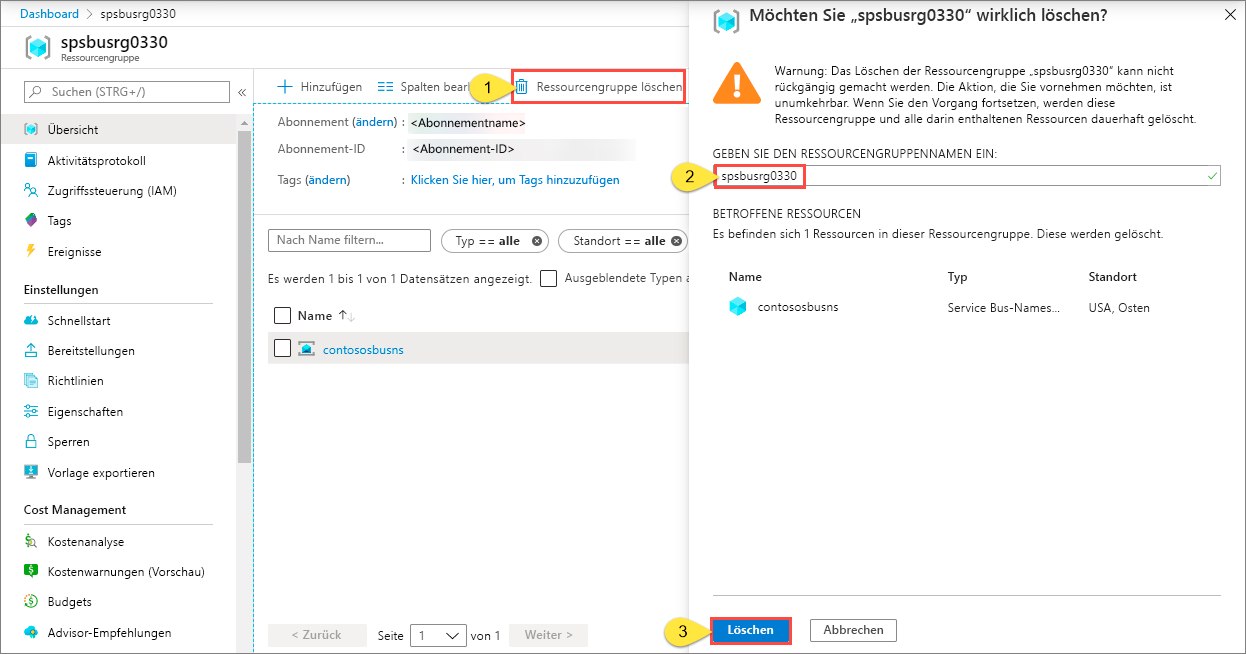 Dashboard > spsbusrg0330
spsbusrg0330
Ressourcengruppe
Suchen (STRG+/)
«
Übersicht
Aktivitätsprotokoll
Zugriffssteuerung (IAM)
Tags
Ereignisse
Einstellungen
Schnellstart
Bereitstellungen
Richtlinien
Eigenschaften
Sperren
Vorlage exportieren
Cost Management
Kostenanalyse
Kostenwarnungen (Vorschau)
Budgets
Advisor-Empfehlungen
Hinzufügen
Spalten bear
1
Ressourcengruppe löschen
Abonnement (ändern) : <Abonnementname>
Abonnement-ID : <Abonnement-ID>
Tags (ändern) : Klicken Sie hier, um Tags hinzuzufügen
Nach Name filtern...
Typ == alle
Standort == alle
Es werden 1 bis 1 von 1 Datensätzen angezeigt.
Ausgeblendete Typen a
Name ↑↓
contososbusns
< Zurück
Seite 1 von 1
Weiter >
Möchten Sie „spsbusrg0330“ wirklich löschen?
Warnung: Das Löschen der Ressourcengruppe „spsbusrg0330“ kann nicht
rückgängig gemacht werden. Die Aktion, die Sie vornehmen möchten, ist
unumkehrbar. Wenn Sie den Vorgang fortsetzen, werden diese
Ressourcengruppe und alle darin enthaltenen Ressourcen dauerhaft gelöscht.
GEBEN SIE DEN RESSOURCENGRUPPENNAMEN EIN:
2
spsbusrg0330
BETROFFENE RESSOURCEN
Es befinden sich 1 Ressourcen in dieser Ressourcengruppe. Diese werden gelöscht.
Name Typ Standort
contososbusns Service Bus-Names... USA, Osten
3
Löschen
Abbrechen